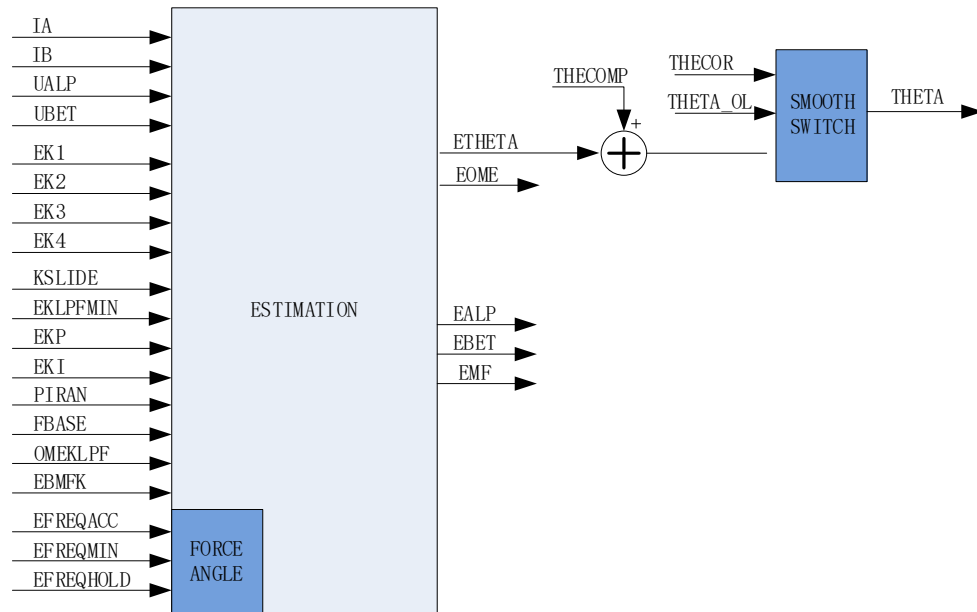 IA
IB
UALP
UBET
EK1
EK2
EK3
EK4
KSLIDE
EKLPFMIN
EKP
EKI
PIRAN
FBASE
OMEKLPF
EBMFK
EFREQACC
EFREQMIN
EFREQHOLD
FORCE
ANGLE
ESTIMATION
ETHETA
EOME
EALP
EBET
EMF
THECOMP
+
THECOR
THETA_OL
SMOOTH
SWITCH
THETA